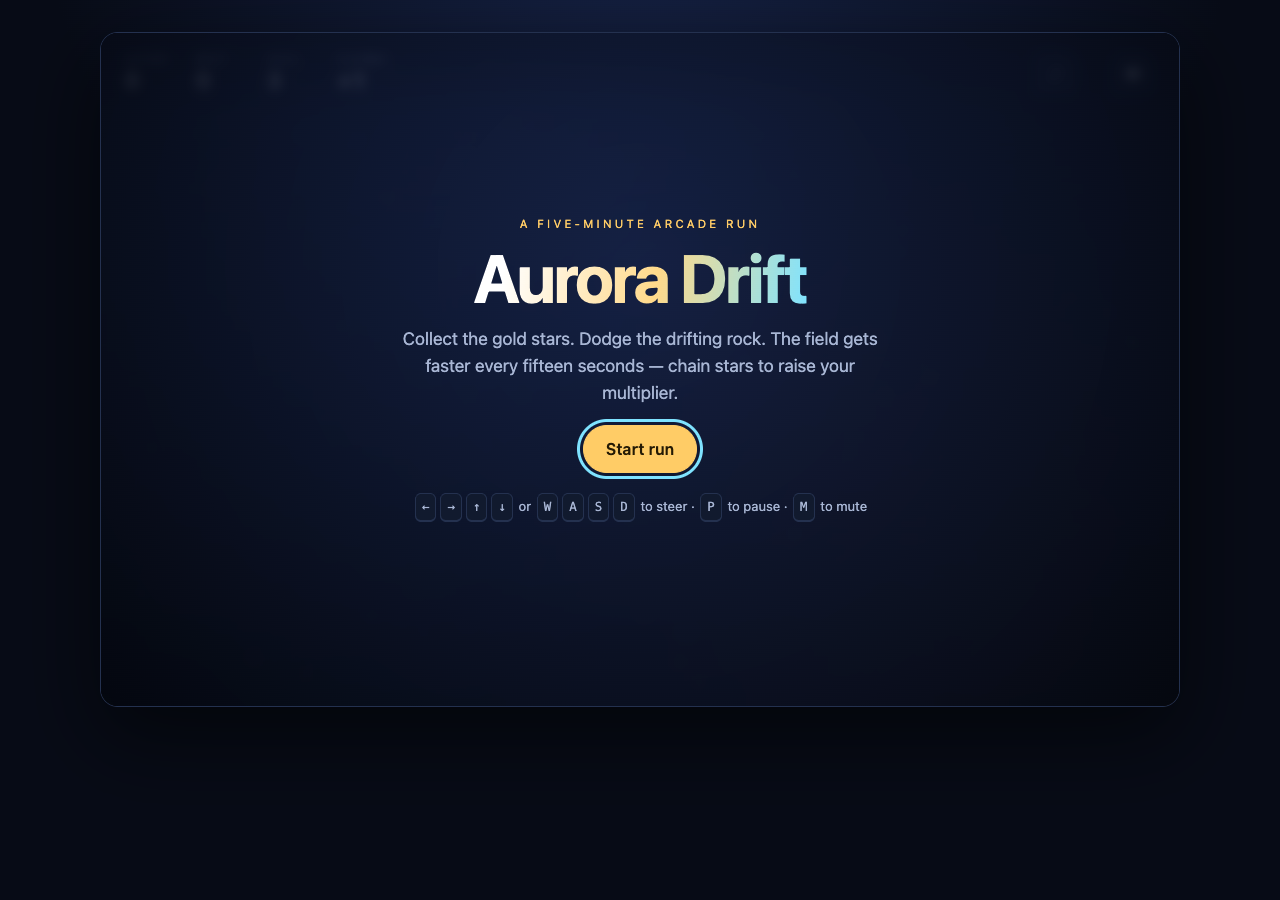 A FIVE-MINUTE ARCADE RUN
Aurora Drift
Collect the gold stars. Dodge the drifting rock. The field gets
faster every fifteen seconds — chain stars to raise your
multiplier.
Start run
← → ↑ ↓ or W A S D to steer · P to pause · M to mute